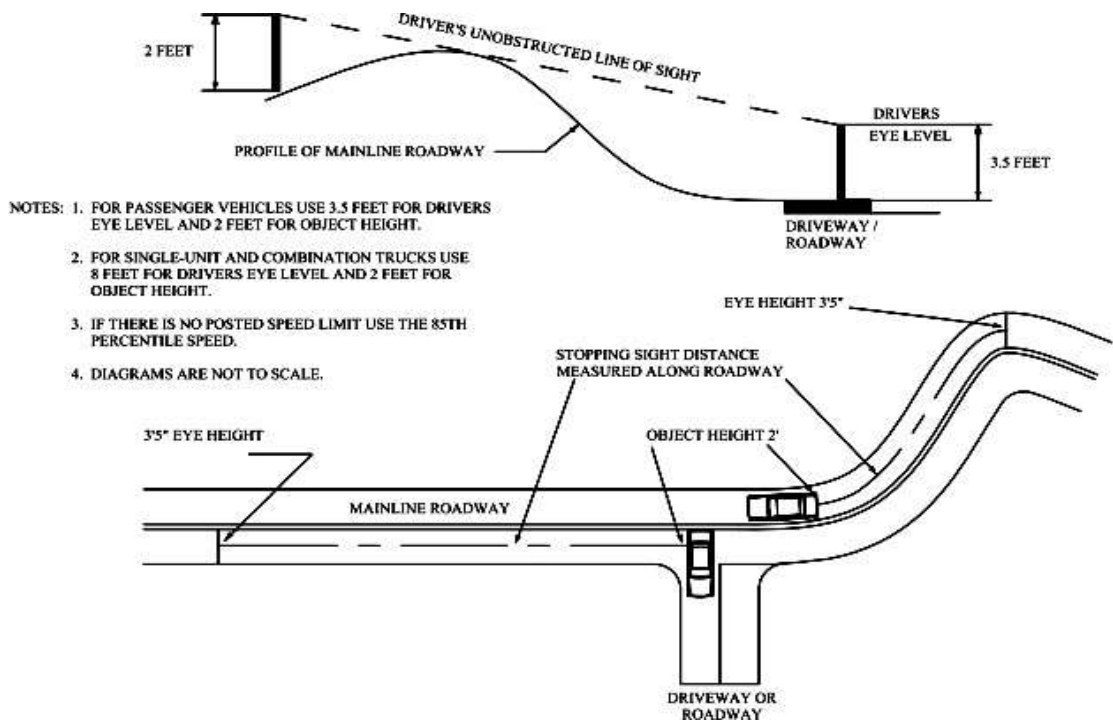 2 FEET
DRIVER'S UNOBSTRUCTED LINE OF SIGHT
DRIVERS
EYE LEVEL
3.5 FEET
PROFILE OF MAINLINE ROADWAY
DRIVEWAY /
ROADWAY
NOTES: 1. FOR PASSENGER VEHICLES USE 3.5 FEET FOR DRIVERS
EYE LEVEL AND 2 FEET FOR OBJECT HEIGHT.
2. FOR SINGLE-UNIT AND COMBINATION TRUCKS USE
8 FEET FOR DRIVERS EYE LEVEL AND 2 FEET FOR
OBJECT HEIGHT.
3. IF THERE IS NO POSTED SPEED LIMIT USE THE 85TH
PERCENTILE SPEED.
4. DIAGRAMS ARE NOT TO SCALE.
EYE HEIGHT 3'5"
STOPPING SIGHT DISTANCE
MEASURED ALONG ROADWAY
3'5" EYE HEIGHT
OBJECT HEIGHT 2'
MAINLINE ROADWAY
DRIVEWAY OR
ROADWAY